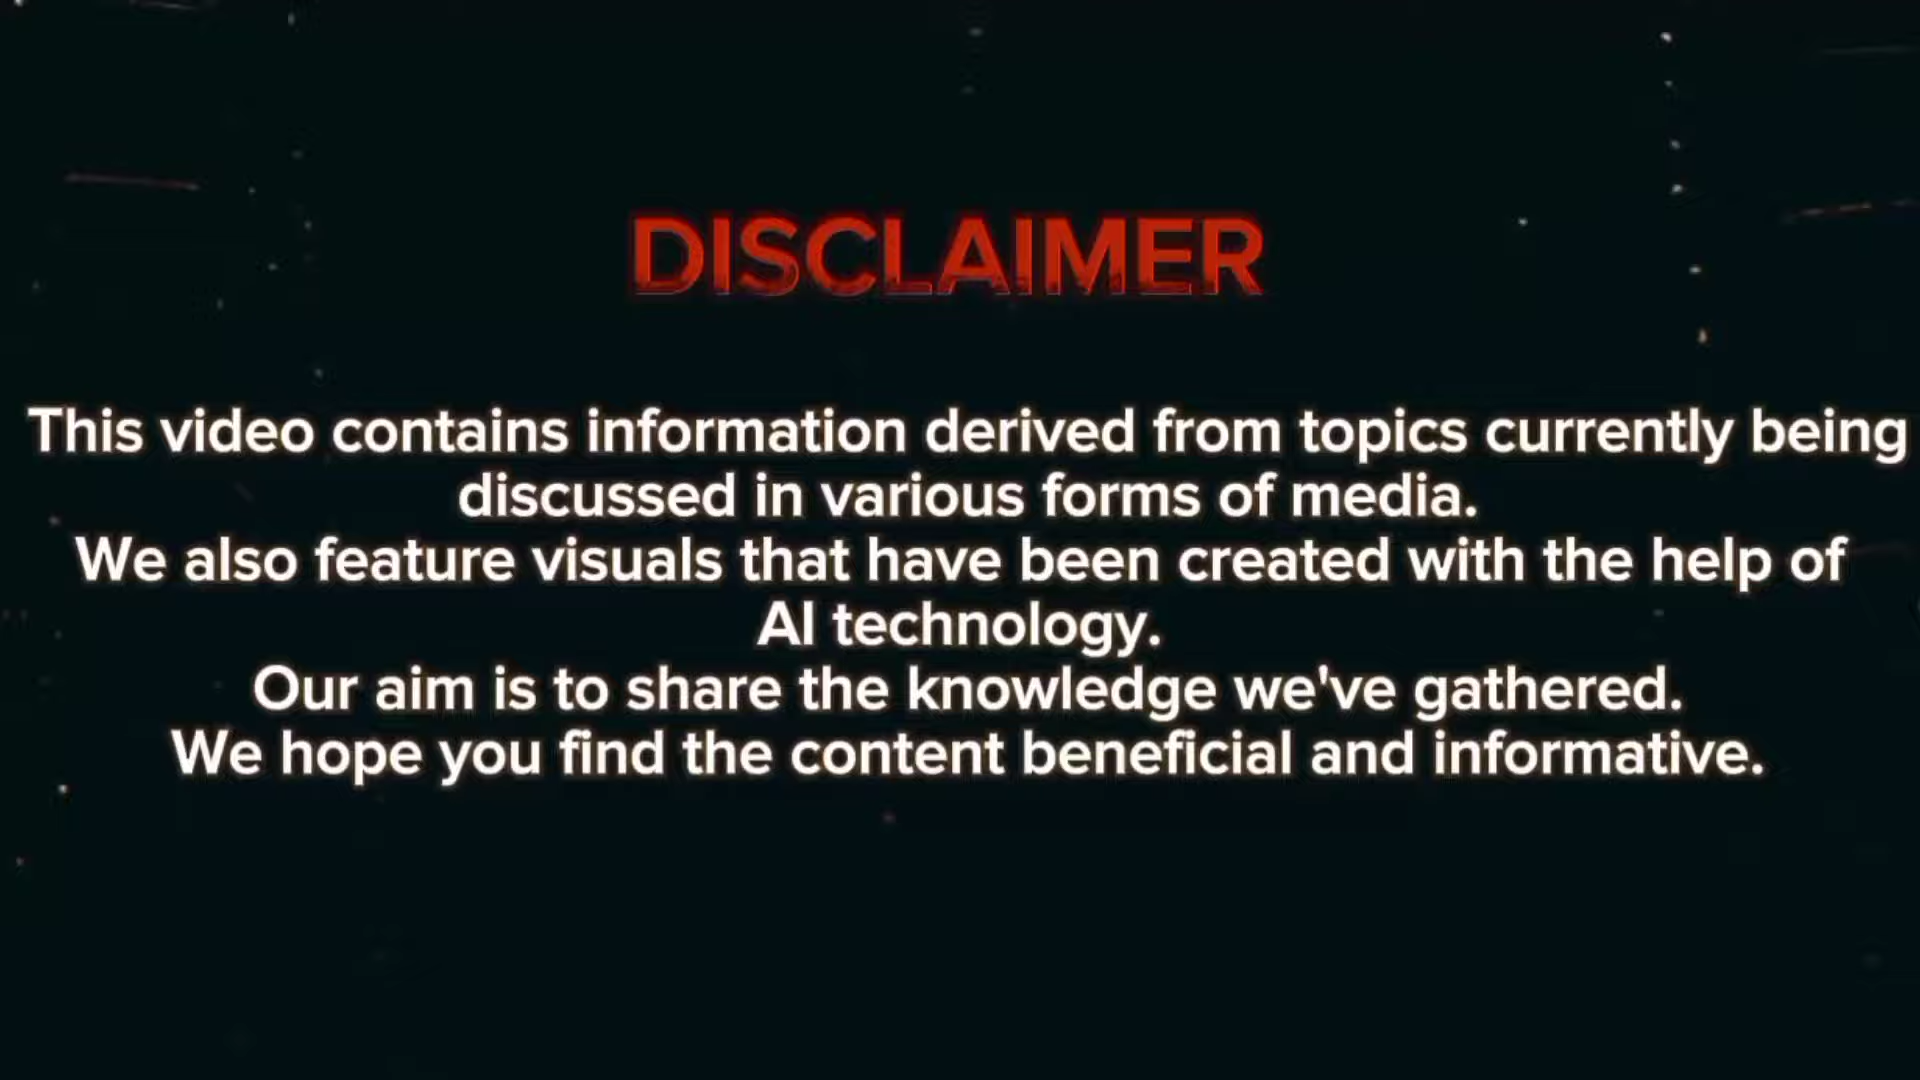 DISCLAIMER
This video contains information derived from topics currently being
discussed in various forms of media.
We also feature visuals that have been created with the help of
AI technology.
Our aim is to share the knowledge we've gathered.
We hope you find the content beneficial and informative.